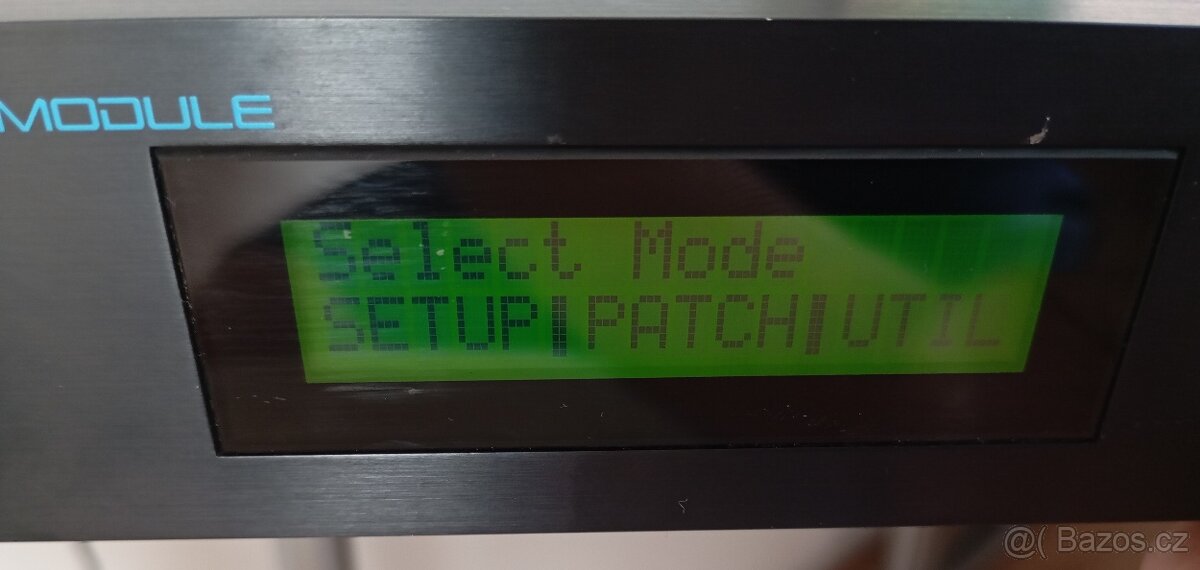 MODULE
Select Mode
SETUP|PATCH|UTIL
@( Bazos.cz